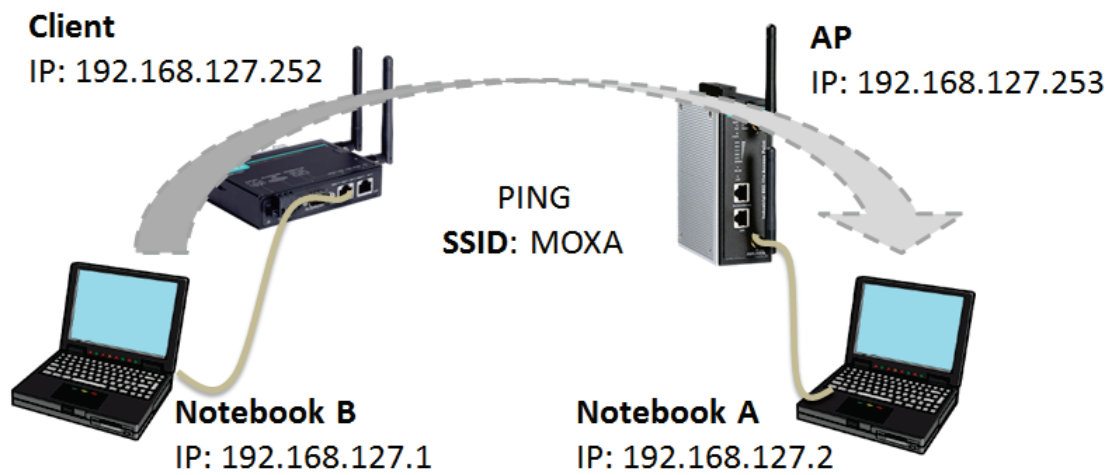 Client
IP: 192.168.127.252
AP
IP: 192.168.127.253
PING
SSID: MOXA
Notebook B
IP: 192.168.127.1
Notebook A
IP: 192.168.127.2